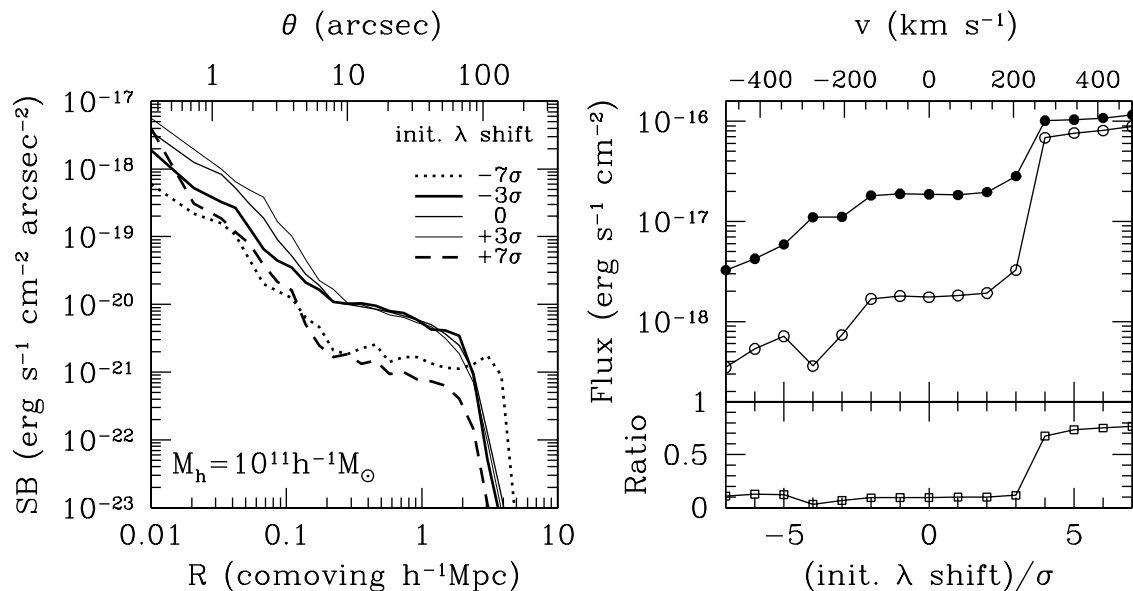 θ (arcsec)
1 10 100
SB (erg s⁻¹ cm⁻² arcsec⁻²)
10⁻¹⁷
10⁻¹⁸
10⁻¹⁹
10⁻²⁰
10⁻²¹
10⁻²²
10⁻²³
init. λ shift
−7σ
−3σ
0
+3σ
+7σ
Mₕ=10¹¹h⁻¹M☉
0.01 0.1 1 10
R (comoving h⁻¹Mpc)
v (km s⁻¹)
−400 −200 0 200 400
Flux (erg s⁻¹ cm⁻²)
10⁻¹⁶
10⁻¹⁷
10⁻¹⁸
Ratio
1
0.5
0
−5 0 5
(init. λ shift)/σ